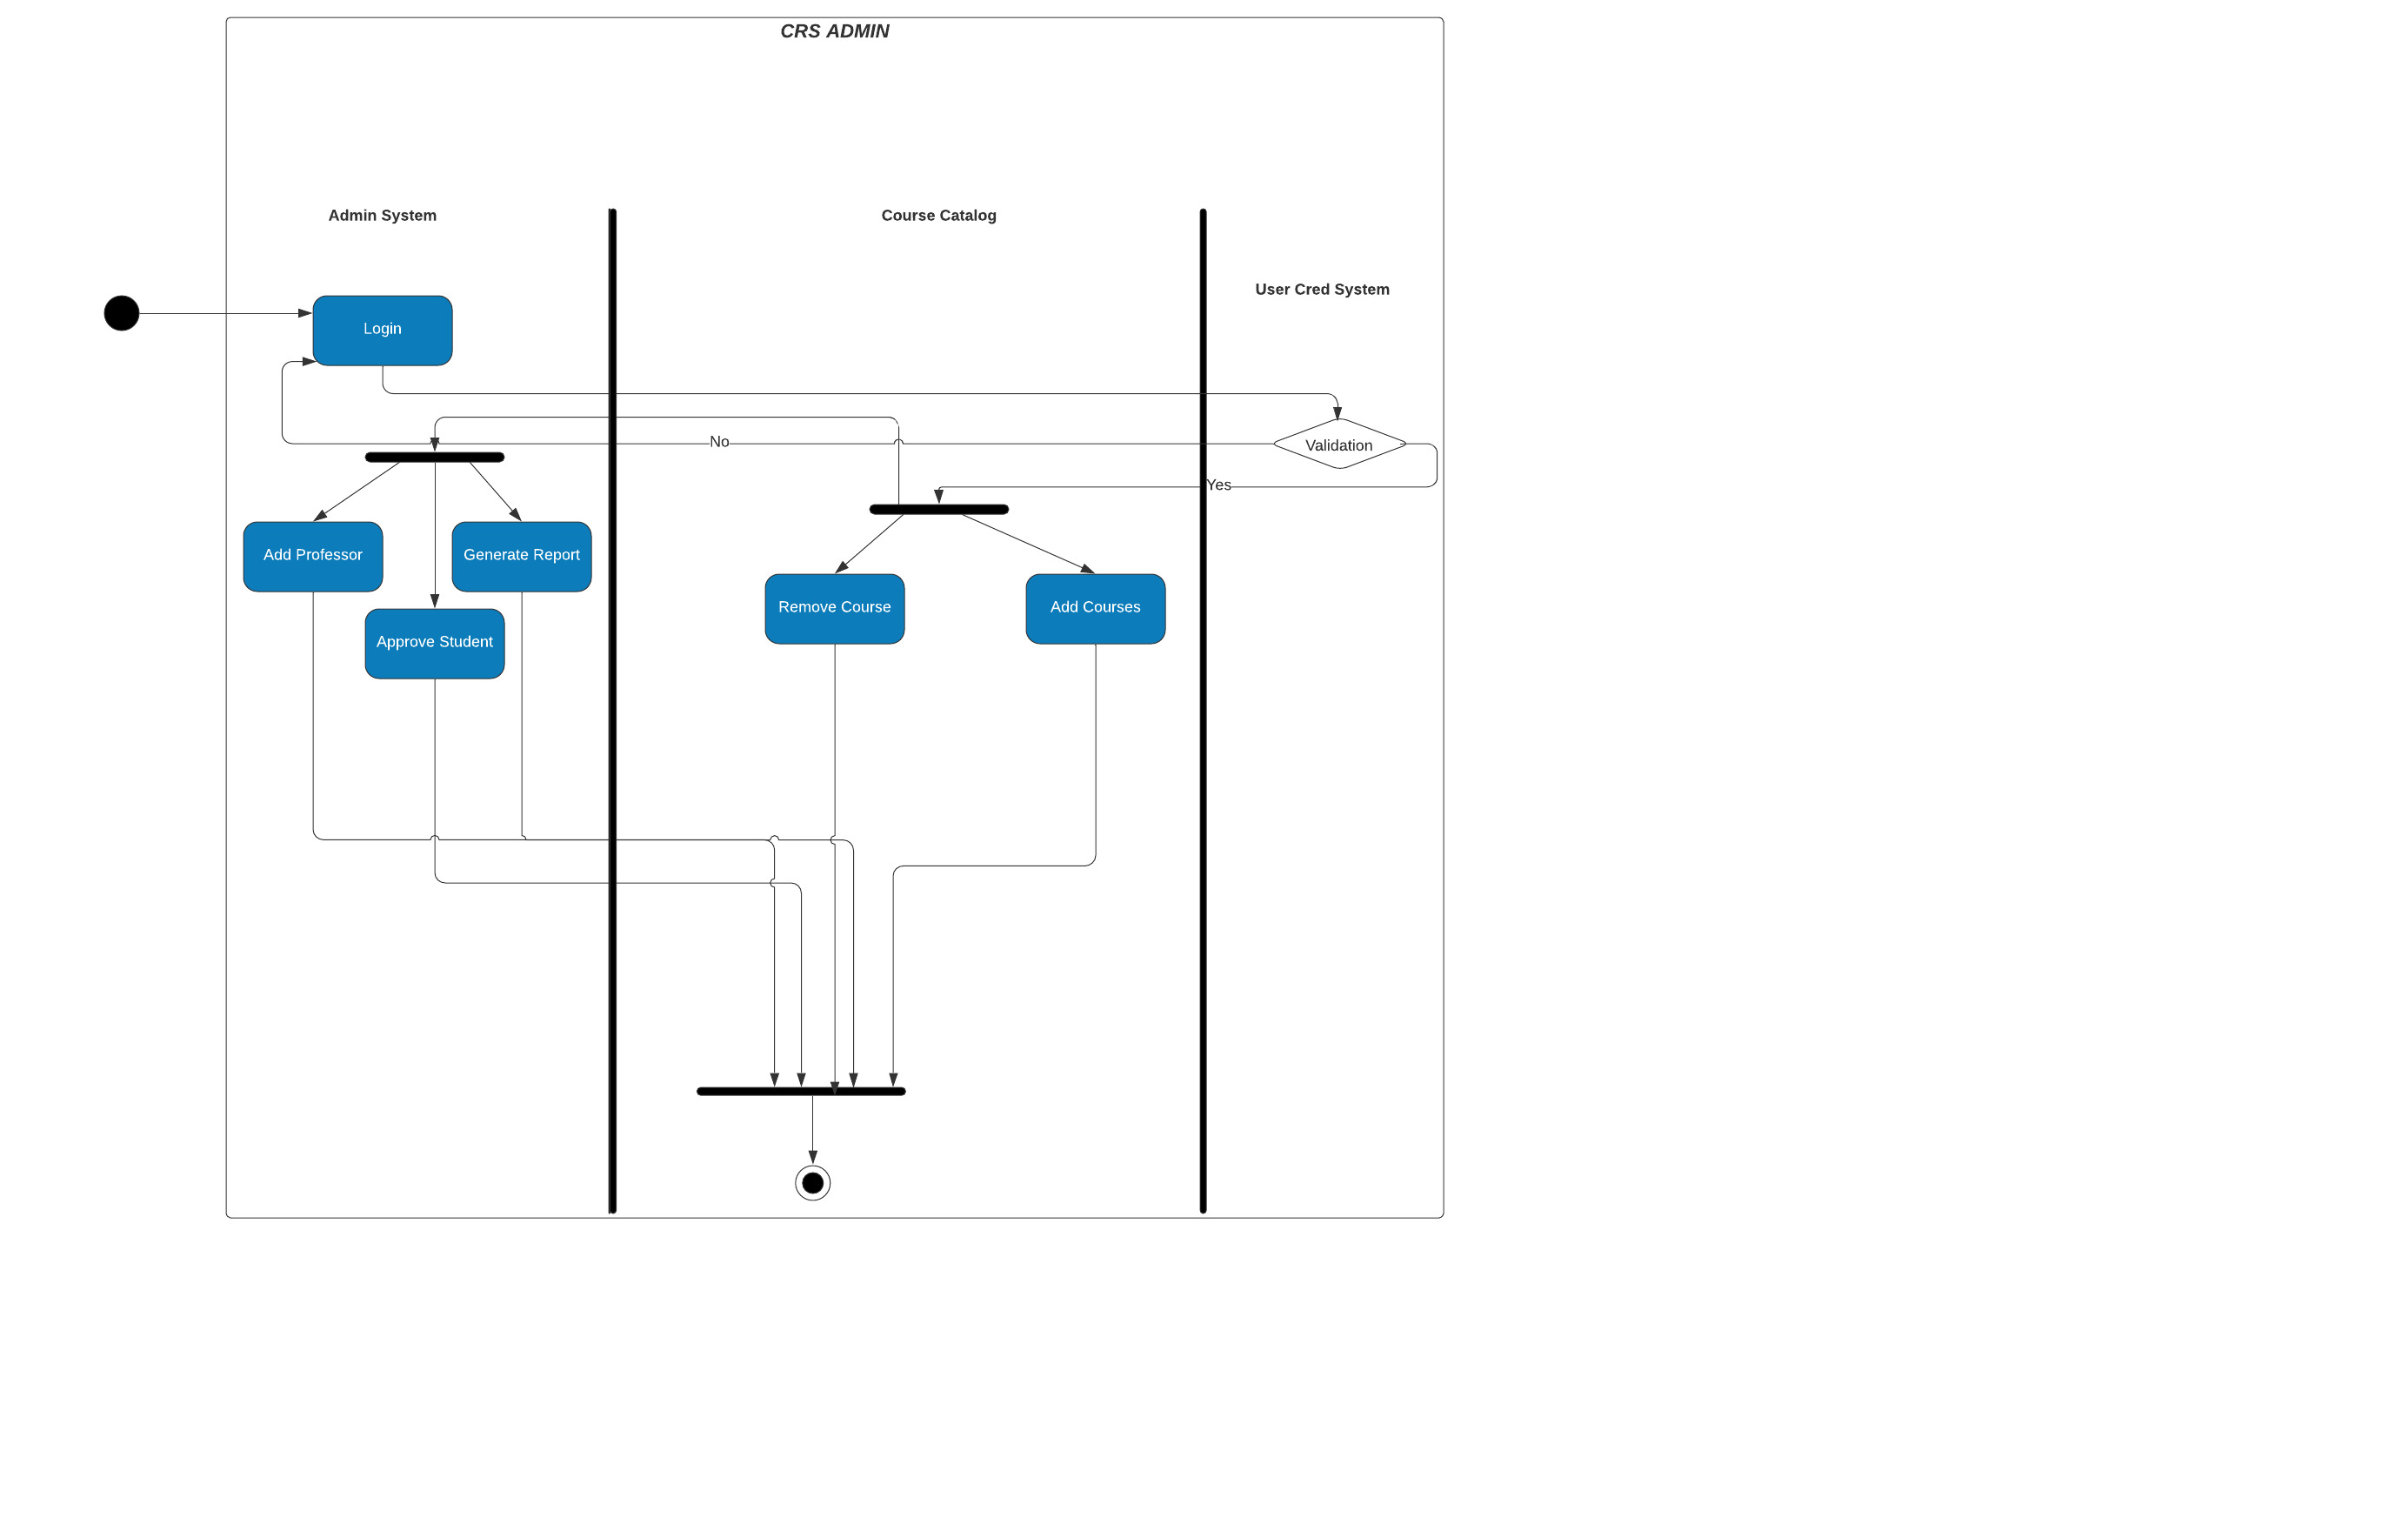 CRS ADMIN
Admin System
Course Catalog
User Cred System
Login
No
Validation
Yes
Add Professor
Generate Report
Remove Course
Add Courses
Approve Student